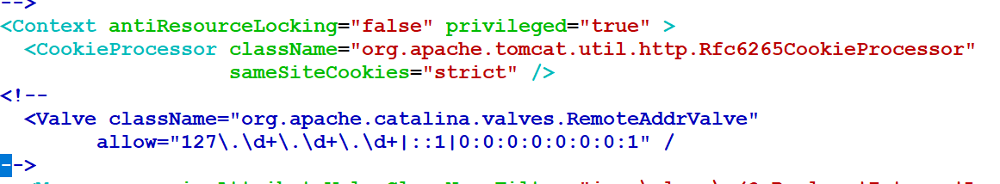 -->
<Context antiResourceLocking="false" privileged="true" >
<CookieProcessor className="org.apache.tomcat.util.http.Rfc6265CookieProcessor"
sameSiteCookies="strict" />
<!--
<Valve className="org.apache.catalina.valves.RemoteAddrValve"
allow="127\.\d+\.\d+\.\d+|::1|0:0:0:0:0:0:0:1" /
-->